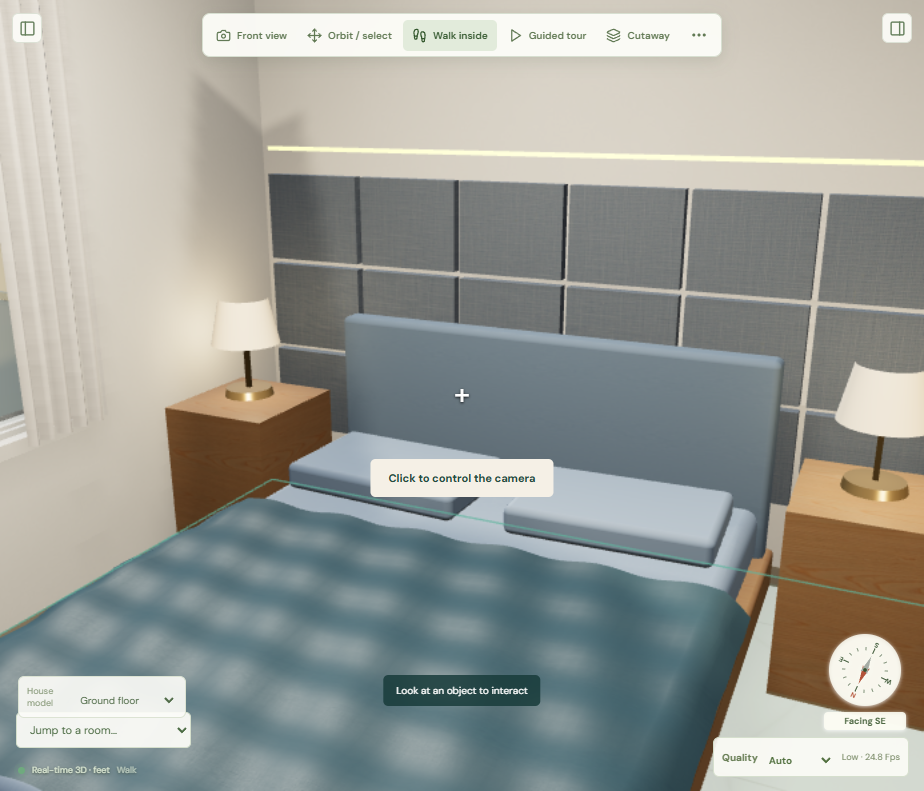 Front view
Orbit / select
Walk inside
Guided tour
Cutaway
Click to control the camera
Look at an object to interact
House
model
Ground floor
Jump to a room...
Real-time 3D · feet Walk
S
W
N
Facing SE
Quality
Auto
Low · 24.8 Fps